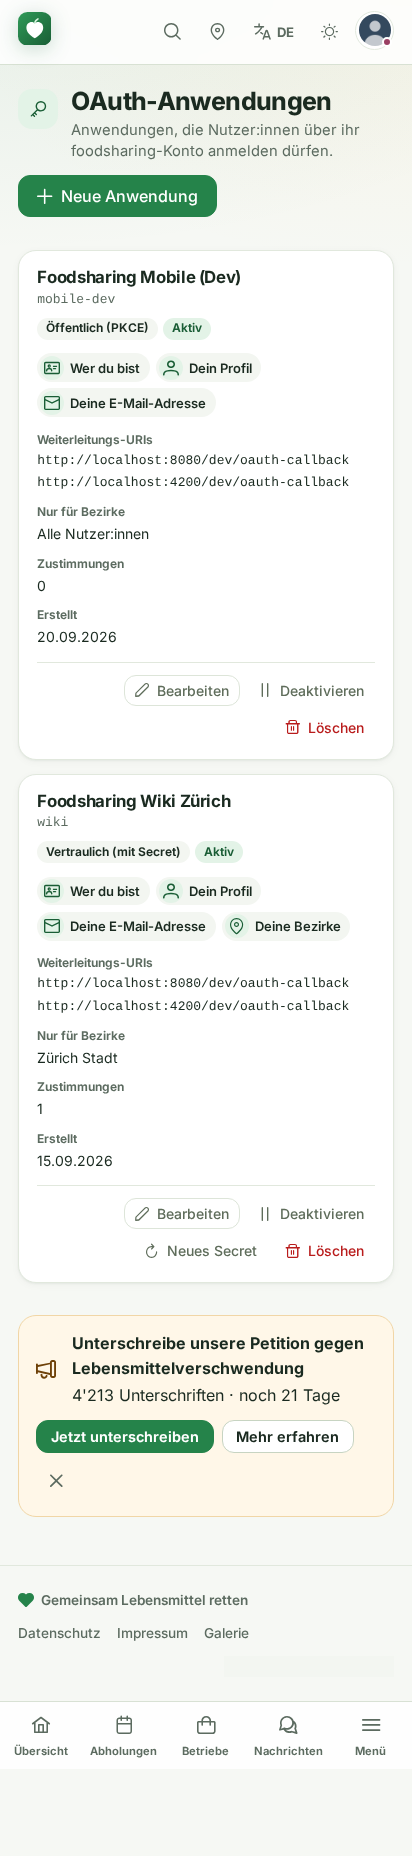 DE
OAuth-Anwendungen
Anwendungen, die Nutzer:innen über ihr
foodsharing-Konto anmelden dürfen.
Neue Anwendung
Foodsharing Mobile (Dev)
mobile-dev
Öffentlich (PKCE) Aktiv
Wer du bist Dein Profil
Deine E-Mail-Adresse
Weiterleitungs-URIs
http://localhost:8080/dev/oauth-callback
http://localhost:4200/dev/oauth-callback
Nur für Bezirke
Alle Nutzer:innen
Zustimmungen
0
Erstellt
20.09.2026
Bearbeiten Deaktivieren
Löschen
Foodsharing Wiki Zürich
wiki
Vertraulich (mit Secret) Aktiv
Wer du bist Dein Profil
Deine E-Mail-Adresse Deine Bezirke
Weiterleitungs-URIs
http://localhost:8080/dev/oauth-callback
http://localhost:4200/dev/oauth-callback
Nur für Bezirke
Zürich Stadt
Zustimmungen
1
Erstellt
15.09.2026
Bearbeiten Deaktivieren
Neues Secret Löschen
Unterschreibe unsere Petition gegen
Lebensmittelverschwendung
4'213 Unterschriften · noch 21 Tage
Jetzt unterschreiben Mehr erfahren
Gemeinsam Lebensmittel retten
Datenschutz Impressum Galerie
Übersicht Abholungen Betriebe Nachrichten Menü